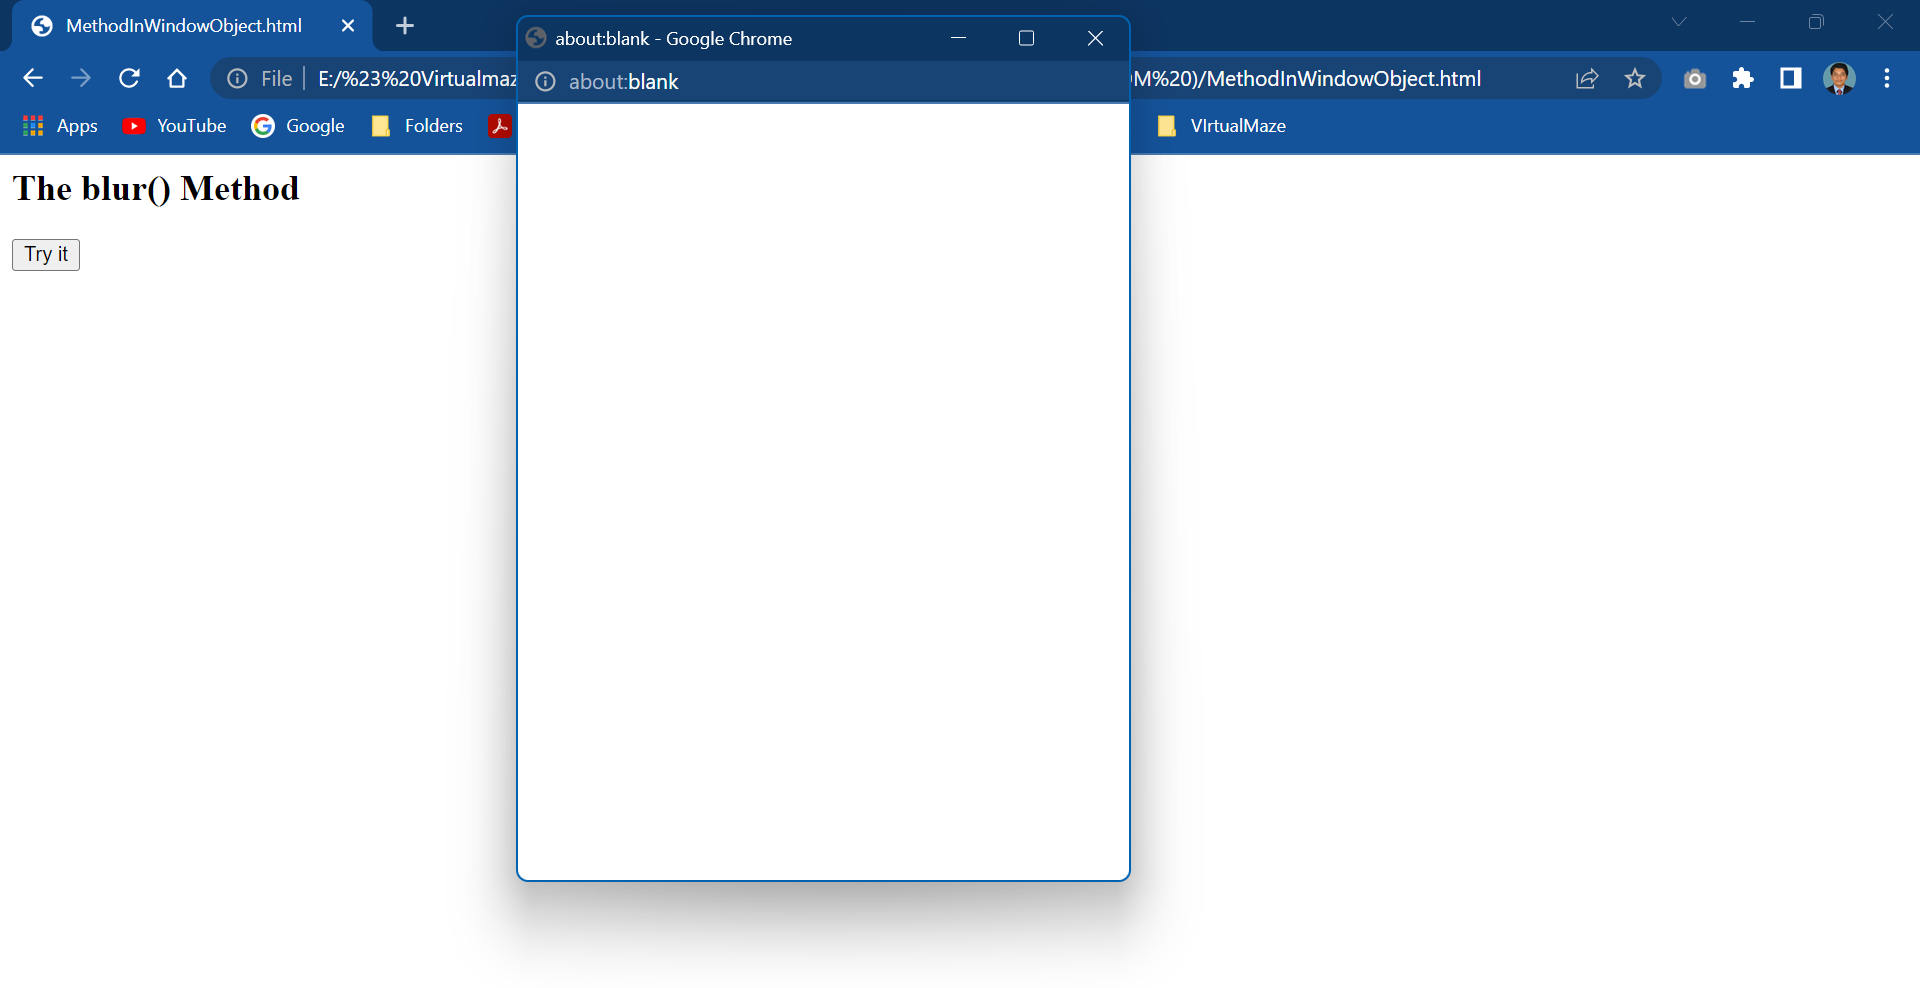 MethodInWindowObject.html
about:blank - Google Chrome
File E:/%23%20Virtualmaz
M%20)/MethodInWindowObject.html
about:blank
Apps YouTube Google Folders VIrtualMaze
The blur() Method
Try it